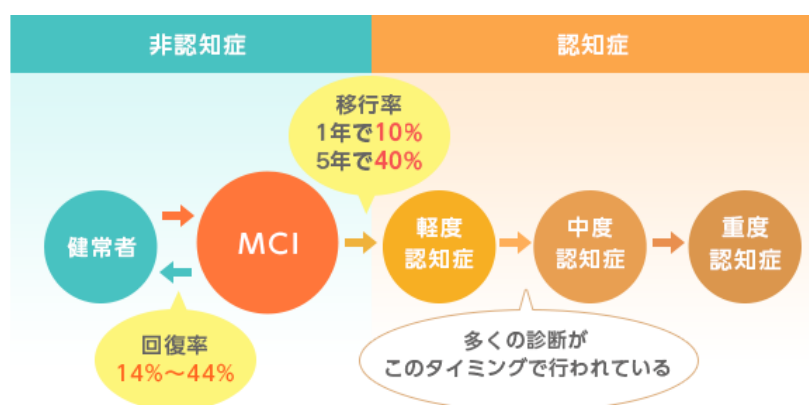 非認知症
認知症
移行率
1年で10%
5年で40%
健常者
MCI
軽度
認知症
中度
認知症
重度
認知症
回復率
14%〜44%
多くの診断が
このタイミングで行われている